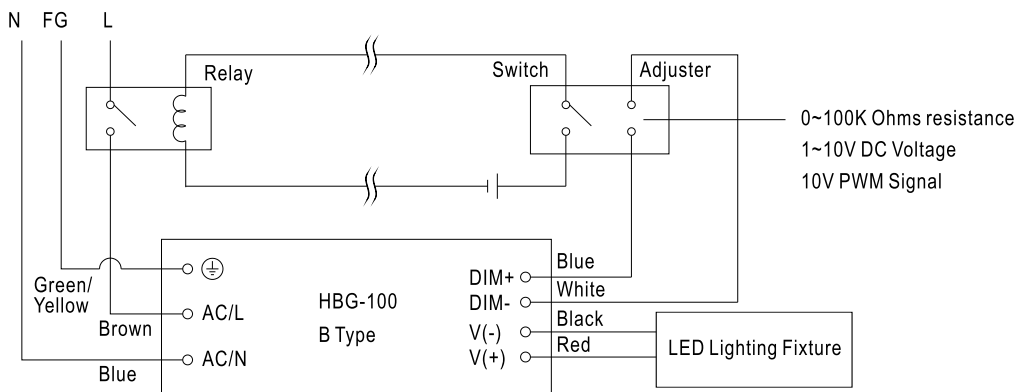 N FG L
Relay
Switch
Adjuster
0~100K Ohms resistance
1~10V DC Voltage
10V PWM Signal
Green/
Yellow
Brown
Blue
AC/L
AC/N
HBG-100
B Type
DIM+
DIM-
V(-)
V(+)
Blue
White
Black
Red
LED Lighting Fixture